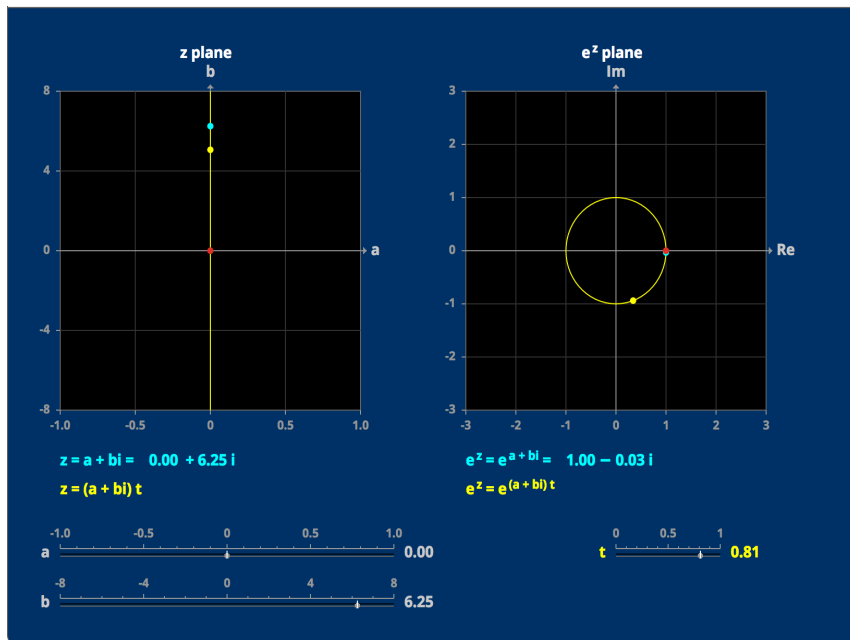 z plane
e^z plane
b
Im
8
4
0
-4
-8
-1.0 -0.5 0 0.5 1.0
a
3
2
1
0
-1
-2
-3
-3 -2 -1 0 1 2 3
Re
z = a + bi = 0.00 + 6.25 i
z = (a + bi) t
e^z = e^(a + bi) = 1.00 − 0.03 i
e^z = e^(a + bi) t
-1.0 -0.5 0 0.5 1.0
a 0.00
-8 -4 0 4 8
b 6.25
0 0.5 1
t 0.81